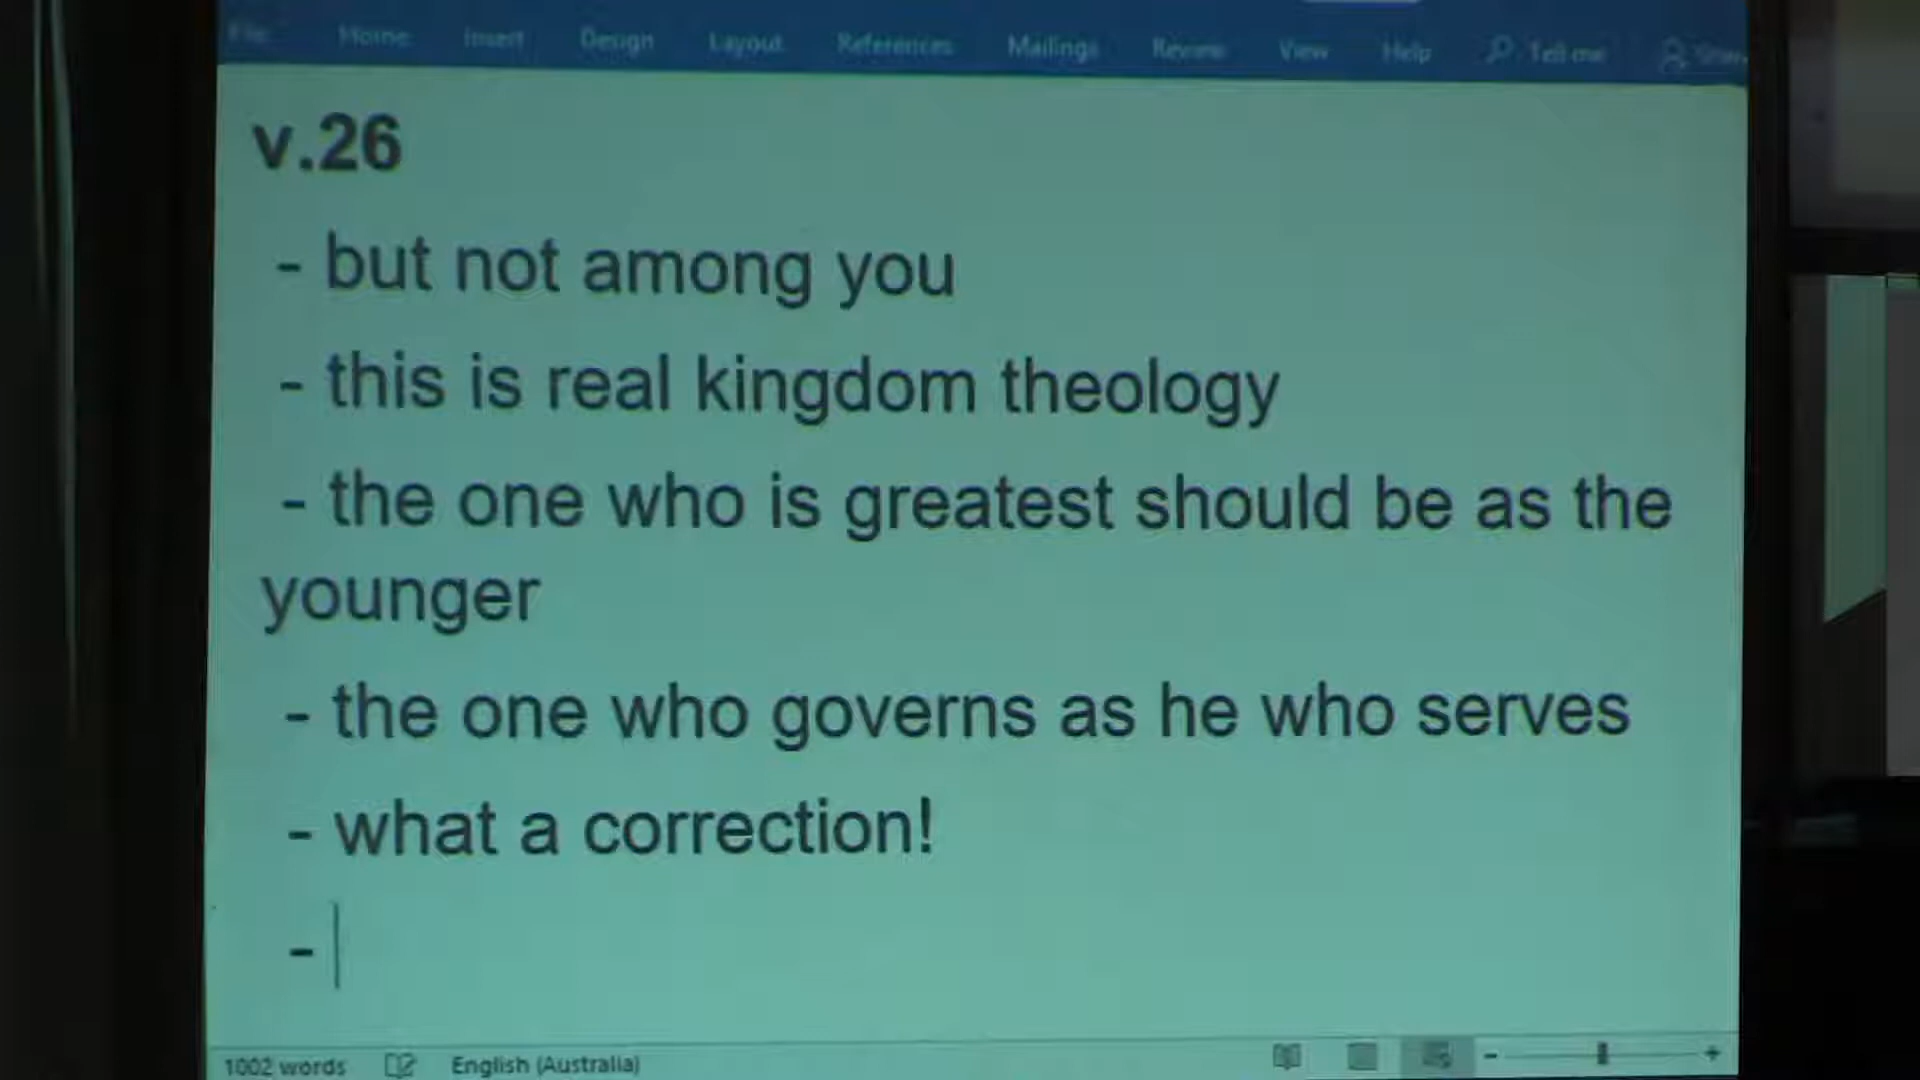 File Home Insert Design Layout References Mailings Review View Help Tell me
v.26
- but not among you
- this is real kingdom theology
- the one who is greatest should be as the
younger
- the one who governs as he who serves
- what a correction!
-
1002 words English (Australia)